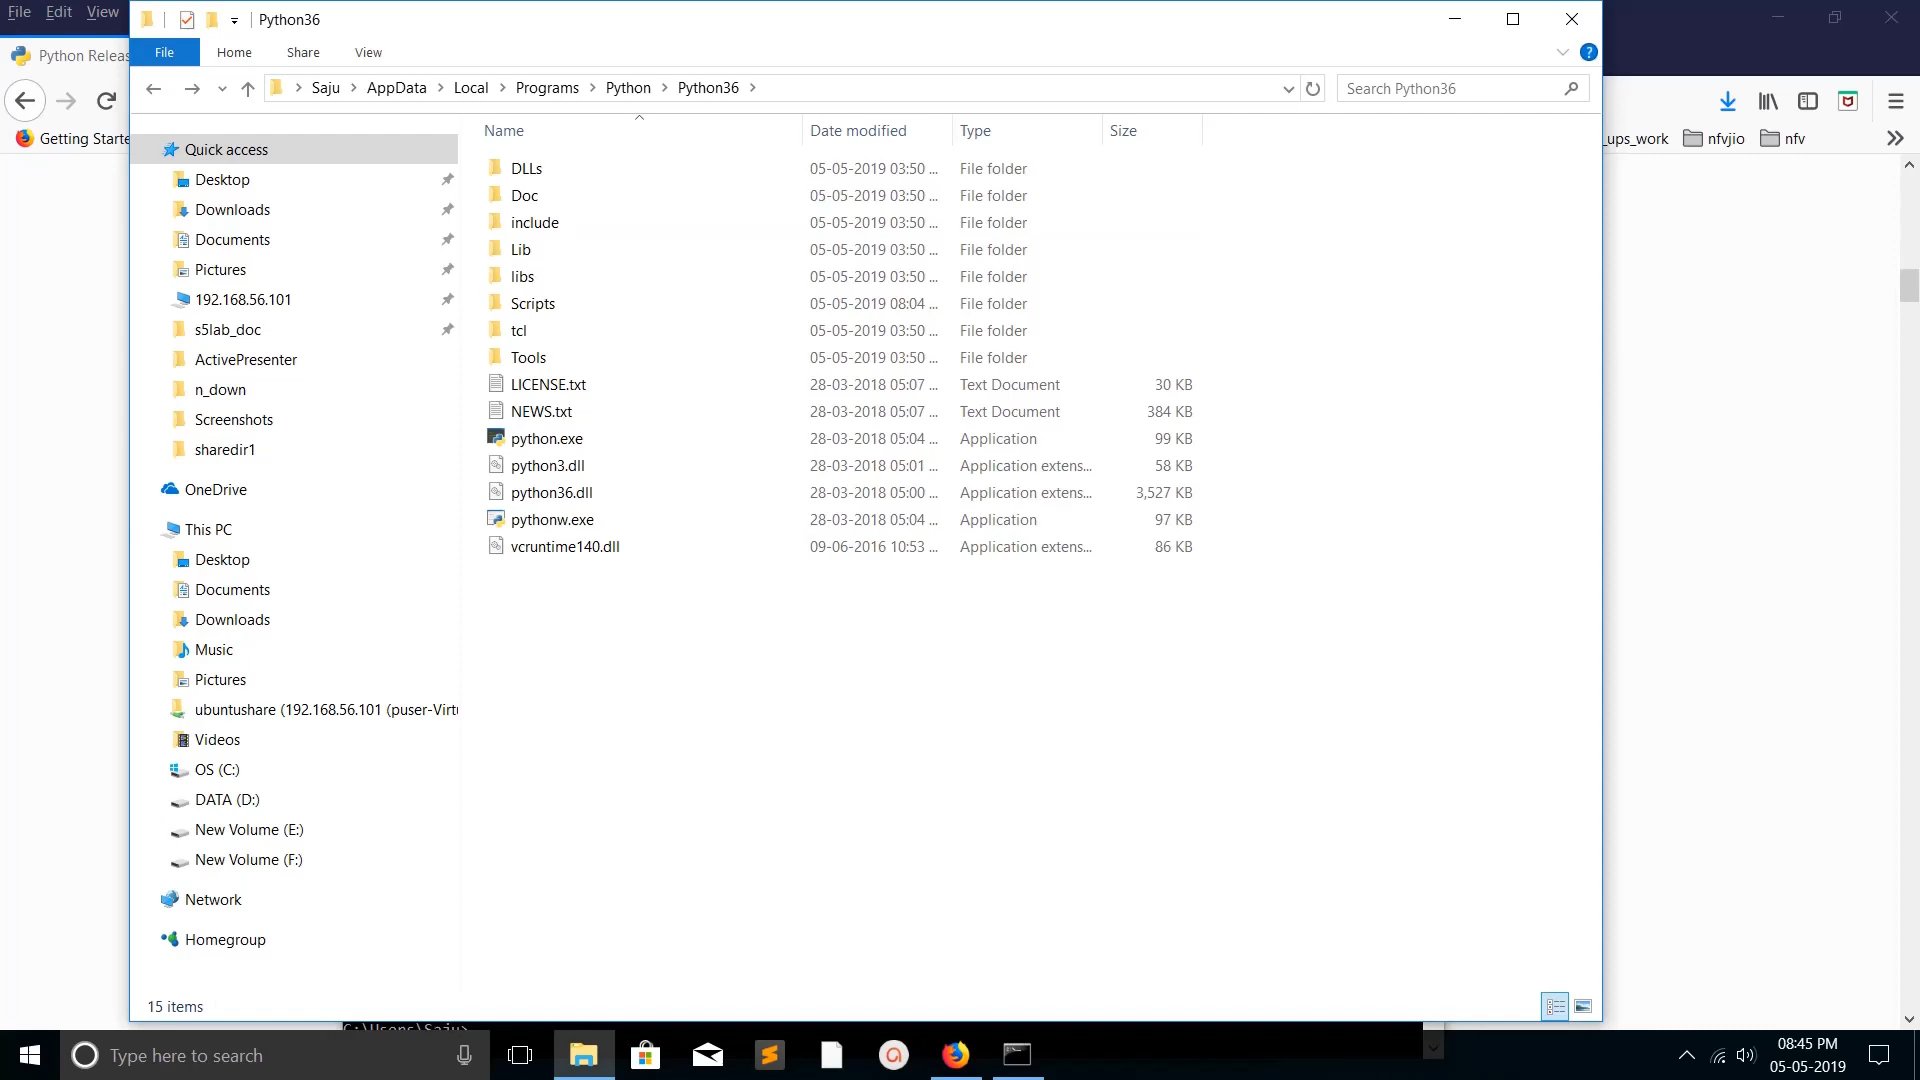 File Edit View
Python36
Python Releas
File Home Share View
Saju AppData Local Programs Python Python36
Search Python36
Getting Starte
_ups_work nfvjio nfv
Name Date modified Type Size
Quick access
Desktop
Downloads
Documents
Pictures
192.168.56.101
s5lab_doc
ActivePresenter
n_down
Screenshots
sharedir1
OneDrive
This PC
Desktop
Documents
Downloads
Music
Pictures
ubuntushare (192.168.56.101 (puser-Virtu
Videos
OS (C:)
DATA (D:)
New Volume (E:)
New Volume (F:)
Network
Homegroup
DLLs 05-05-2019 03:50 ... File folder
Doc 05-05-2019 03:50 ... File folder
include 05-05-2019 03:50 ... File folder
Lib 05-05-2019 03:50 ... File folder
libs 05-05-2019 03:50 ... File folder
Scripts 05-05-2019 08:04 ... File folder
tcl 05-05-2019 03:50 ... File folder
Tools 05-05-2019 03:50 ... File folder
LICENSE.txt 28-03-2018 05:07 ... Text Document 30 KB
NEWS.txt 28-03-2018 05:07 ... Text Document 384 KB
python.exe 28-03-2018 05:04 ... Application 99 KB
python3.dll 28-03-2018 05:01 ... Application extens... 58 KB
python36.dll 28-03-2018 05:00 ... Application extens... 3,527 KB
pythonw.exe 28-03-2018 05:04 ... Application 97 KB
vcruntime140.dll 09-06-2016 10:53 ... Application extens... 86 KB
15 items
C:\Users\Saju>
Type here to search
08:45 PM
05-05-2019